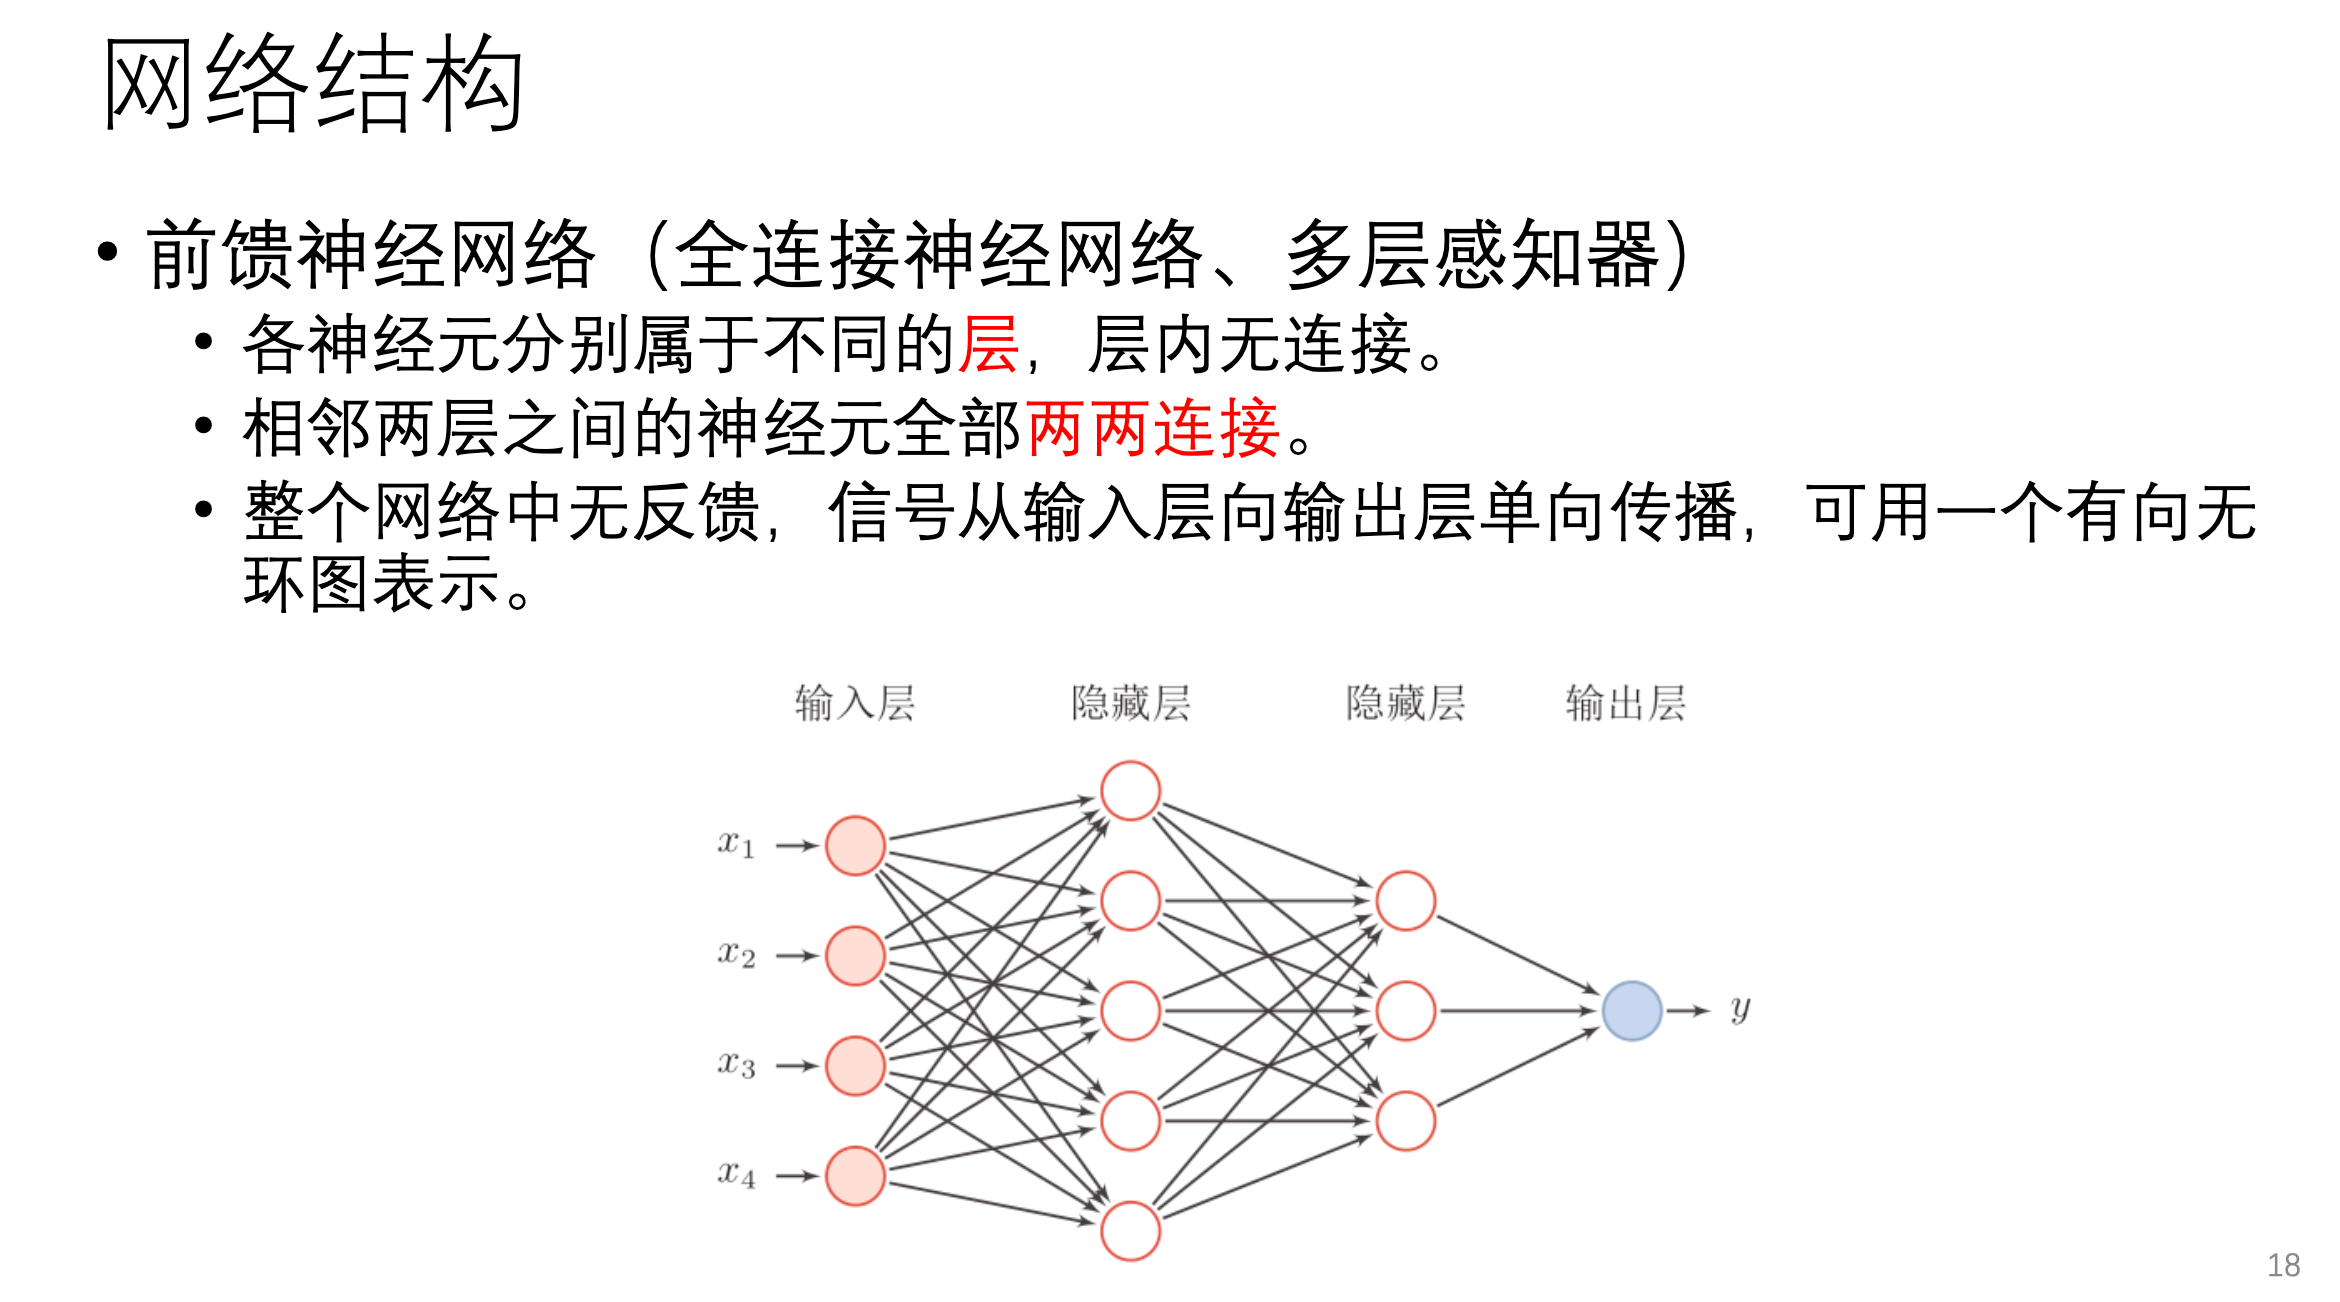 网络结构
• 前馈神经网络（全连接神经网络、多层感知器）
• 各神经元分别属于不同的层，层内无连接。
• 相邻两层之间的神经元全部两两连接。
• 整个网络中无反馈，信号从输入层向输出层单向传播，可用一个有向无
环图表示。
输入层 隐藏层 隐藏层 输出层
x1
x2
x3
x4
y
18